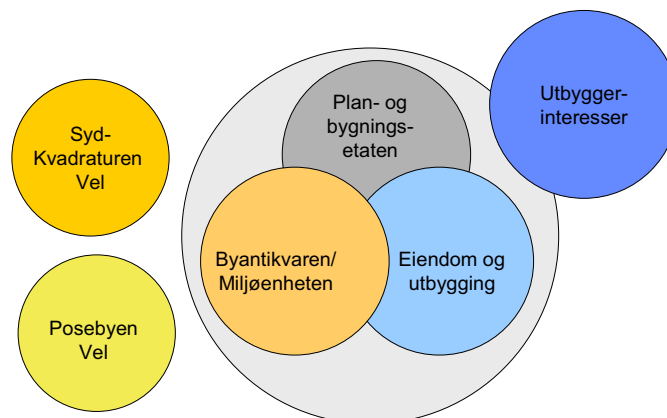 Plan- og
bygnings-
etaten
Utbygger-
interesser
Syd-
Kvadraturen
Vel
Byantikvaren/
Miljøenheten
Eiendom og
utbygging
Posebyen
Vel